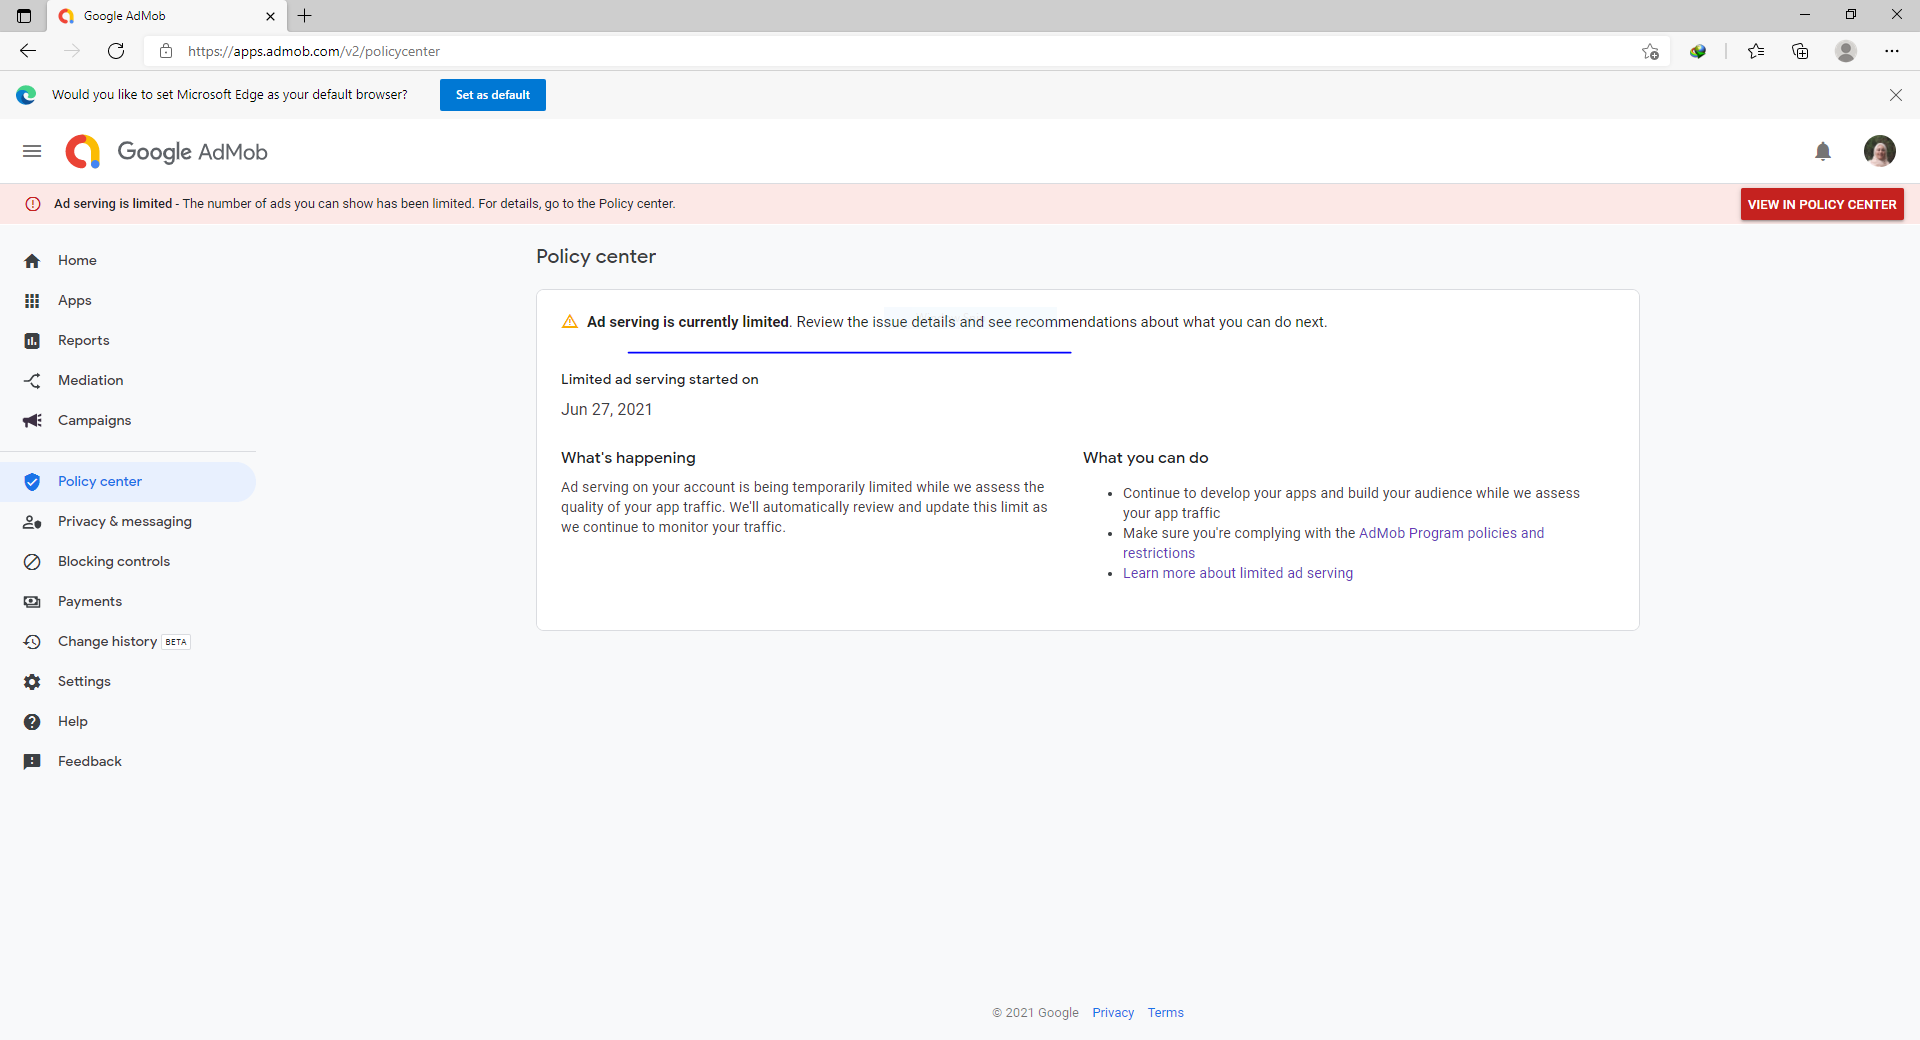 Google AdMob
https://apps.admob.com/v2/policycenter
Would you like to set Microsoft Edge as your default browser?
Set as default
Google AdMob
Ad serving is limited - The number of ads you can show has been limited. For details, go to the Policy center.
VIEW IN POLICY CENTER
Home
Apps
Reports
Mediation
Campaigns
Policy center
Privacy & messaging
Blocking controls
Payments
Change history BETA
Settings
Help
Feedback
Policy center
Ad serving is currently limited. Review the issue details and see recommendations about what you can do next.
Limited ad serving started on
Jun 27, 2021
What's happening
Ad serving on your account is being temporarily limited while we assess the
quality of your app traffic. We'll automatically review and update this limit as
we continue to monitor your traffic.
What you can do
• Continue to develop your apps and build your audience while we assess
your app traffic
• Make sure you're complying with the AdMob Program policies and
restrictions
• Learn more about limited ad serving
© 2021 Google Privacy Terms